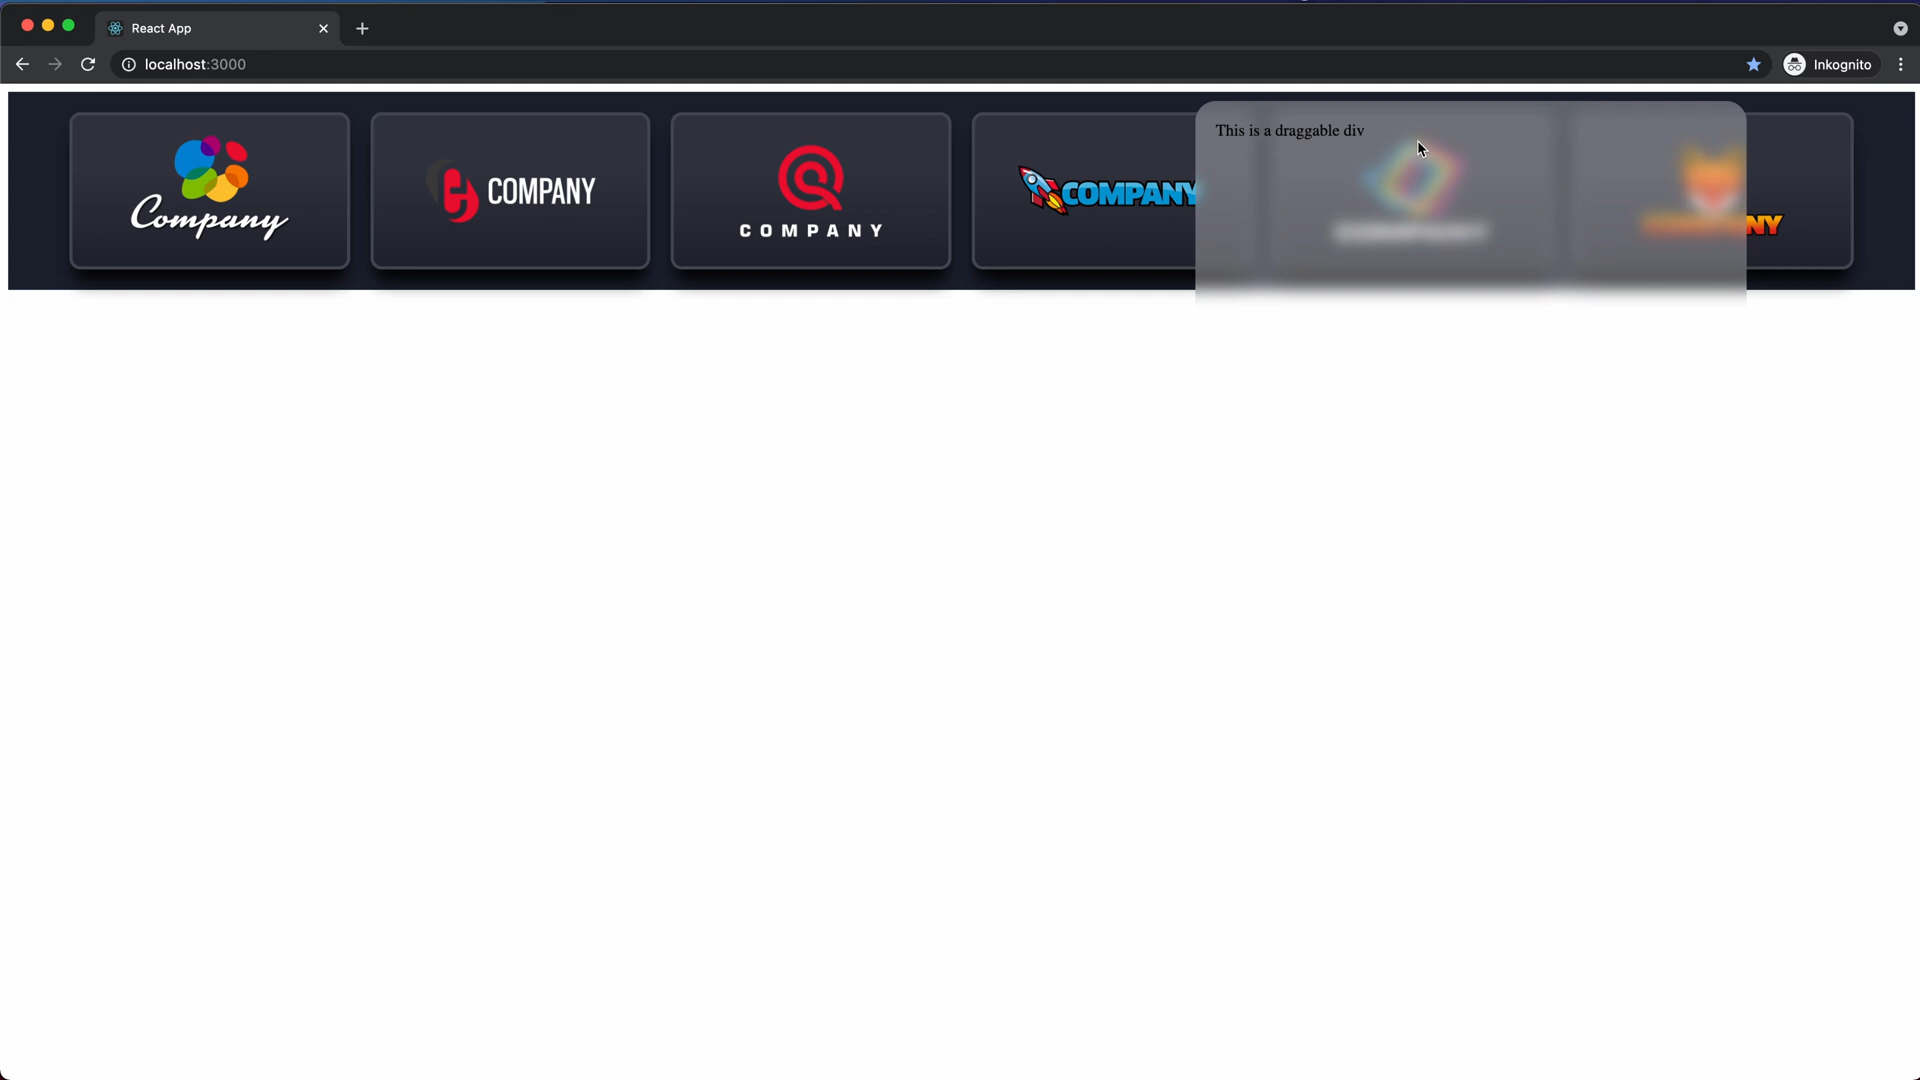 React App
localhost:3000
Inkognito
This is a draggable div
Company
COMPANY
COMPANY
COMPANY
NY